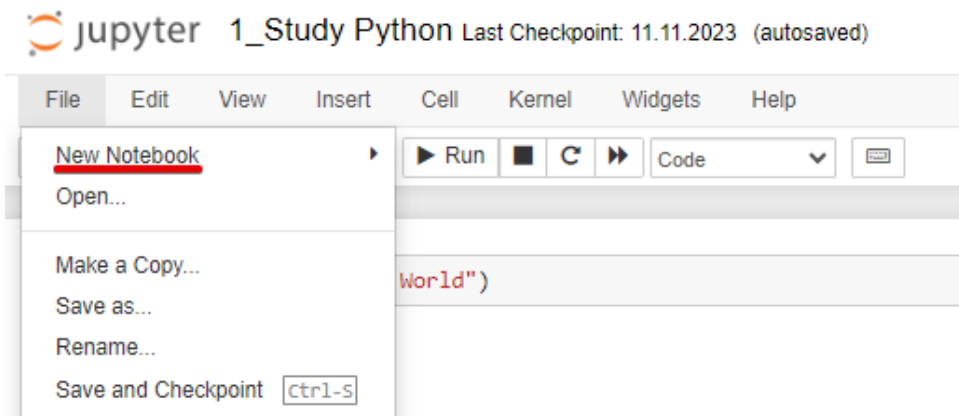 jupyter 1_Study Python Last Checkpoint: 11.11.2023 (autosaved)
File Edit View Insert Cell Kernel Widgets Help
New Notebook
Run Code
Open...
Make a Copy...
World")
Save as...
Rename...
Save and Checkpoint Ctrl-S